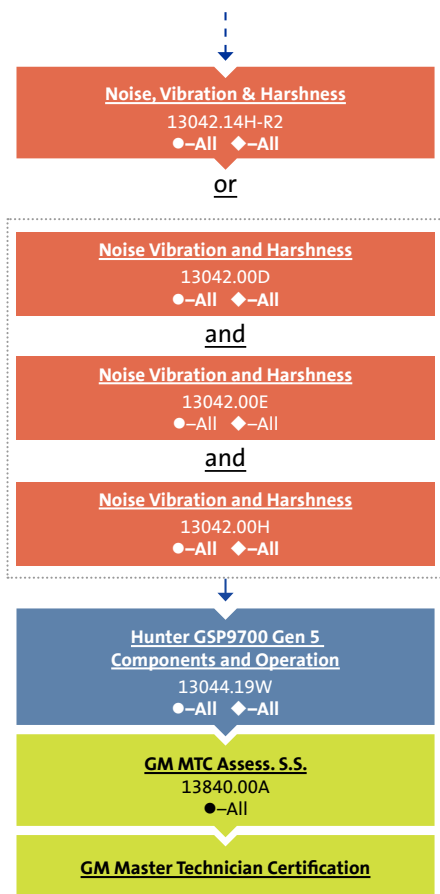 Noise, Vibration & Harshness
13042.14H-R2
●–All ◆–All
or
Noise Vibration and Harshness
13042.00D
●–All ◆–All
and
Noise Vibration and Harshness
13042.00E
●–All ◆–All
and
Noise Vibration and Harshness
13042.00H
●–All ◆–All
Hunter GSP9700 Gen 5
Components and Operation
13044.19W
●–All ◆–All
GM MTC Assess. S.S.
13840.00A
●–All
GM Master Technician Certification